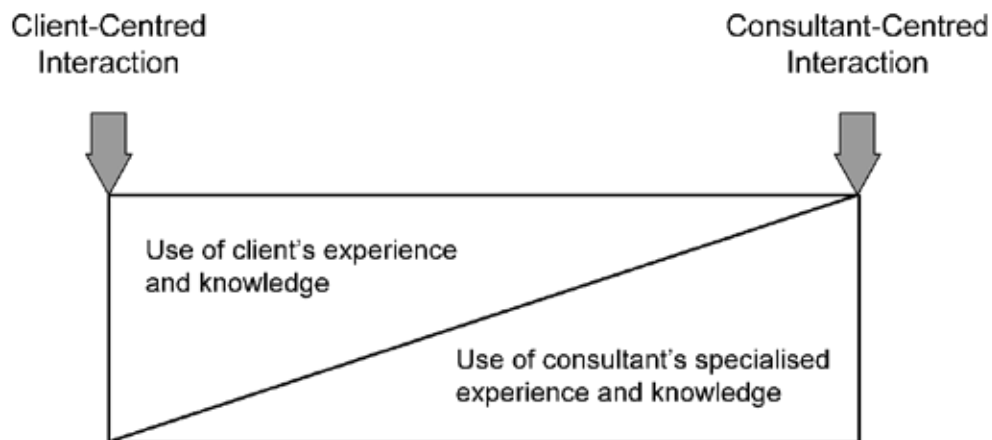 Client-Centred
Interaction
Consultant-Centred
Interaction
Use of client's experience
and knowledge
Use of consultant's specialised
experience and knowledge